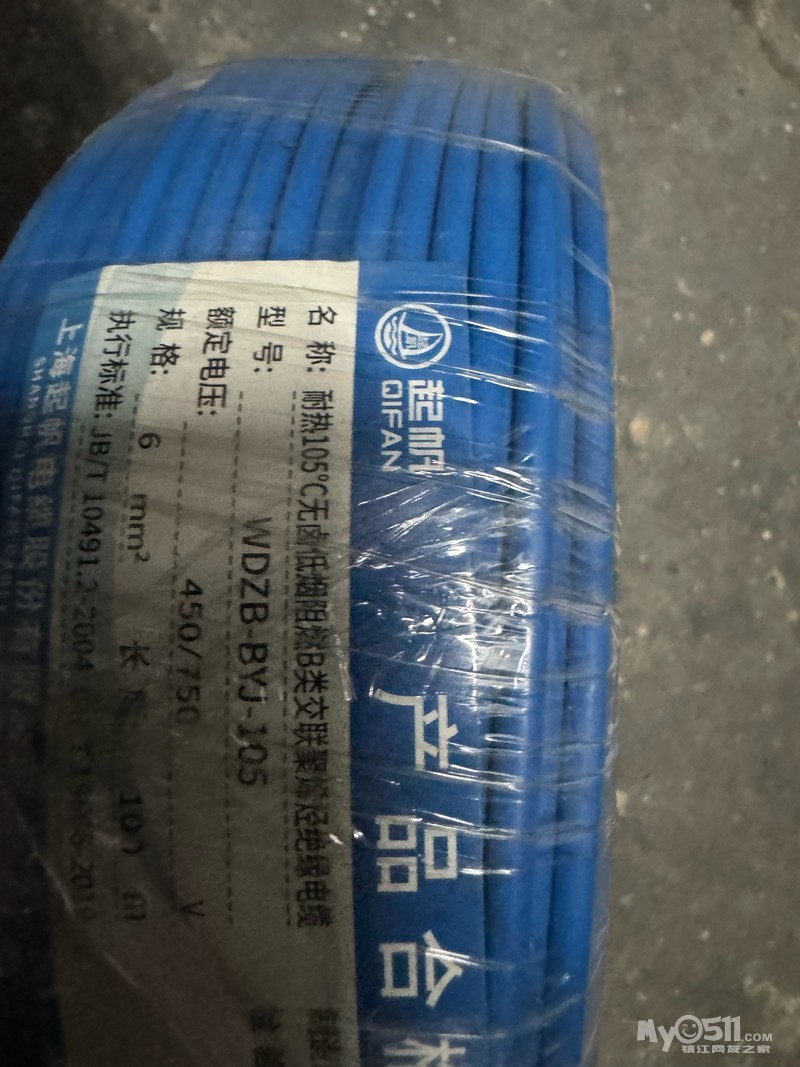 起帆
QIFAN
产品合格
名 称: 耐热105℃无卤低烟阻燃B类交联聚烯烃绝缘电缆
型 号: WDZB-BYJ-105
额定电压: 450/750 V
规 格: 6 mm² 长 100
执行标准: JB/T 10491.2-2004
上海起帆电缆股份有
My0511.COM
镇江网友之家